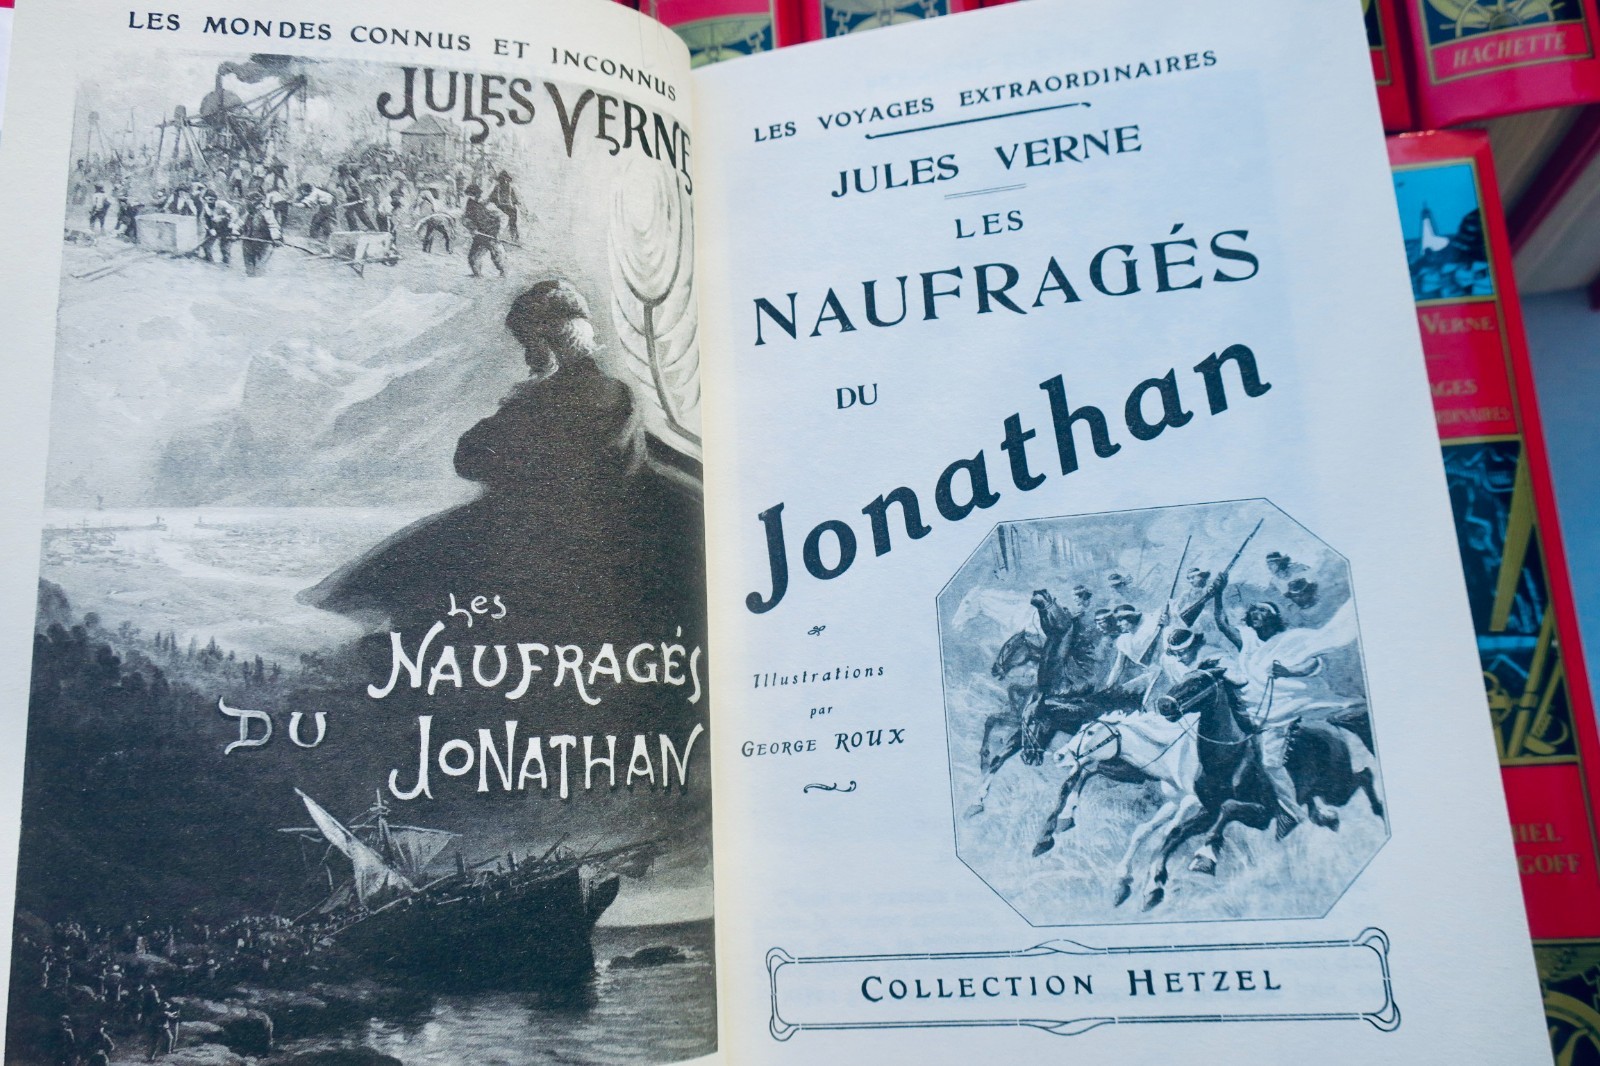 LES MONDES CONNUS ET INCONNUS
JULES VERNE
Les
NAUFRAGÉS
DU
JONATHAN
LES VOYAGES EXTRAORDINAIRES
JULES VERNE
LES
NAUFRAGÉS
DU
Jonathan
Illustrations
par
GEORGE ROUX
COLLECTION HETZEL
HACHETTE
VERNE